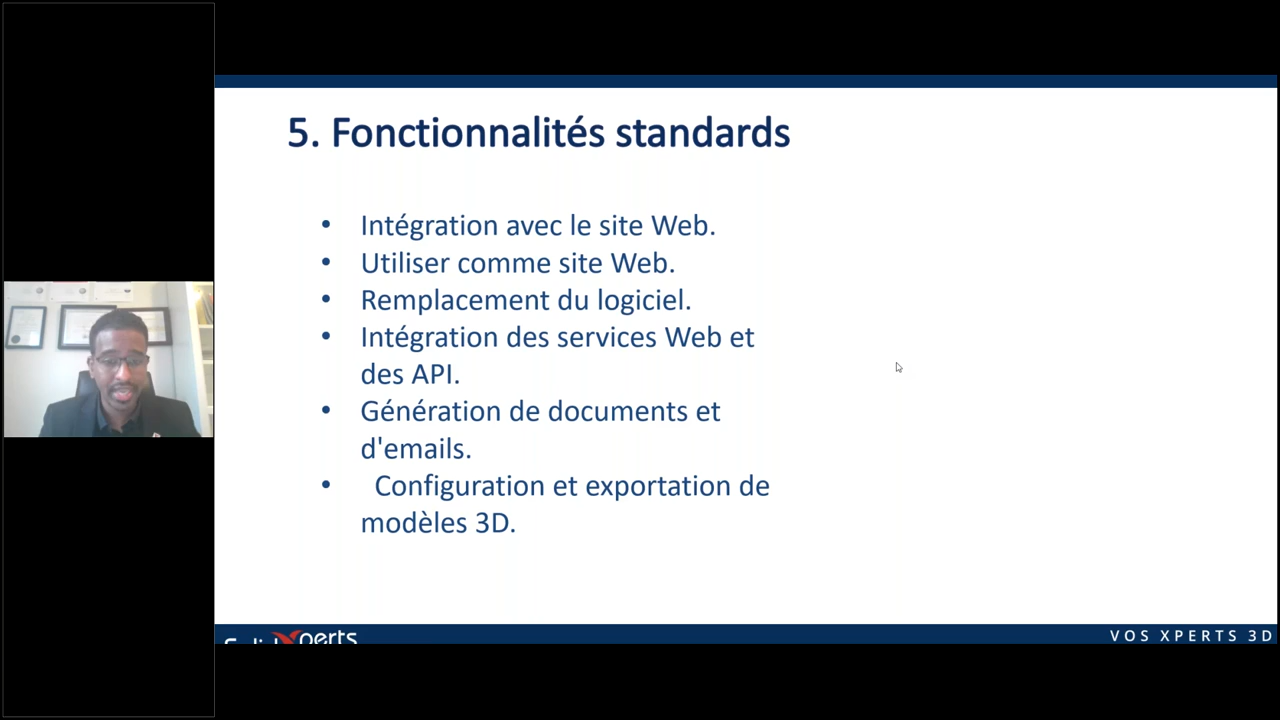 5. Fonctionnalités standards
• Intégration avec le site Web.
• Utiliser comme site Web.
• Remplacement du logiciel.
• Intégration des services Web et
des API.
• Génération de documents et
d'emails.
• Configuration et exportation de
modèles 3D.
VOS XPERTS 3D